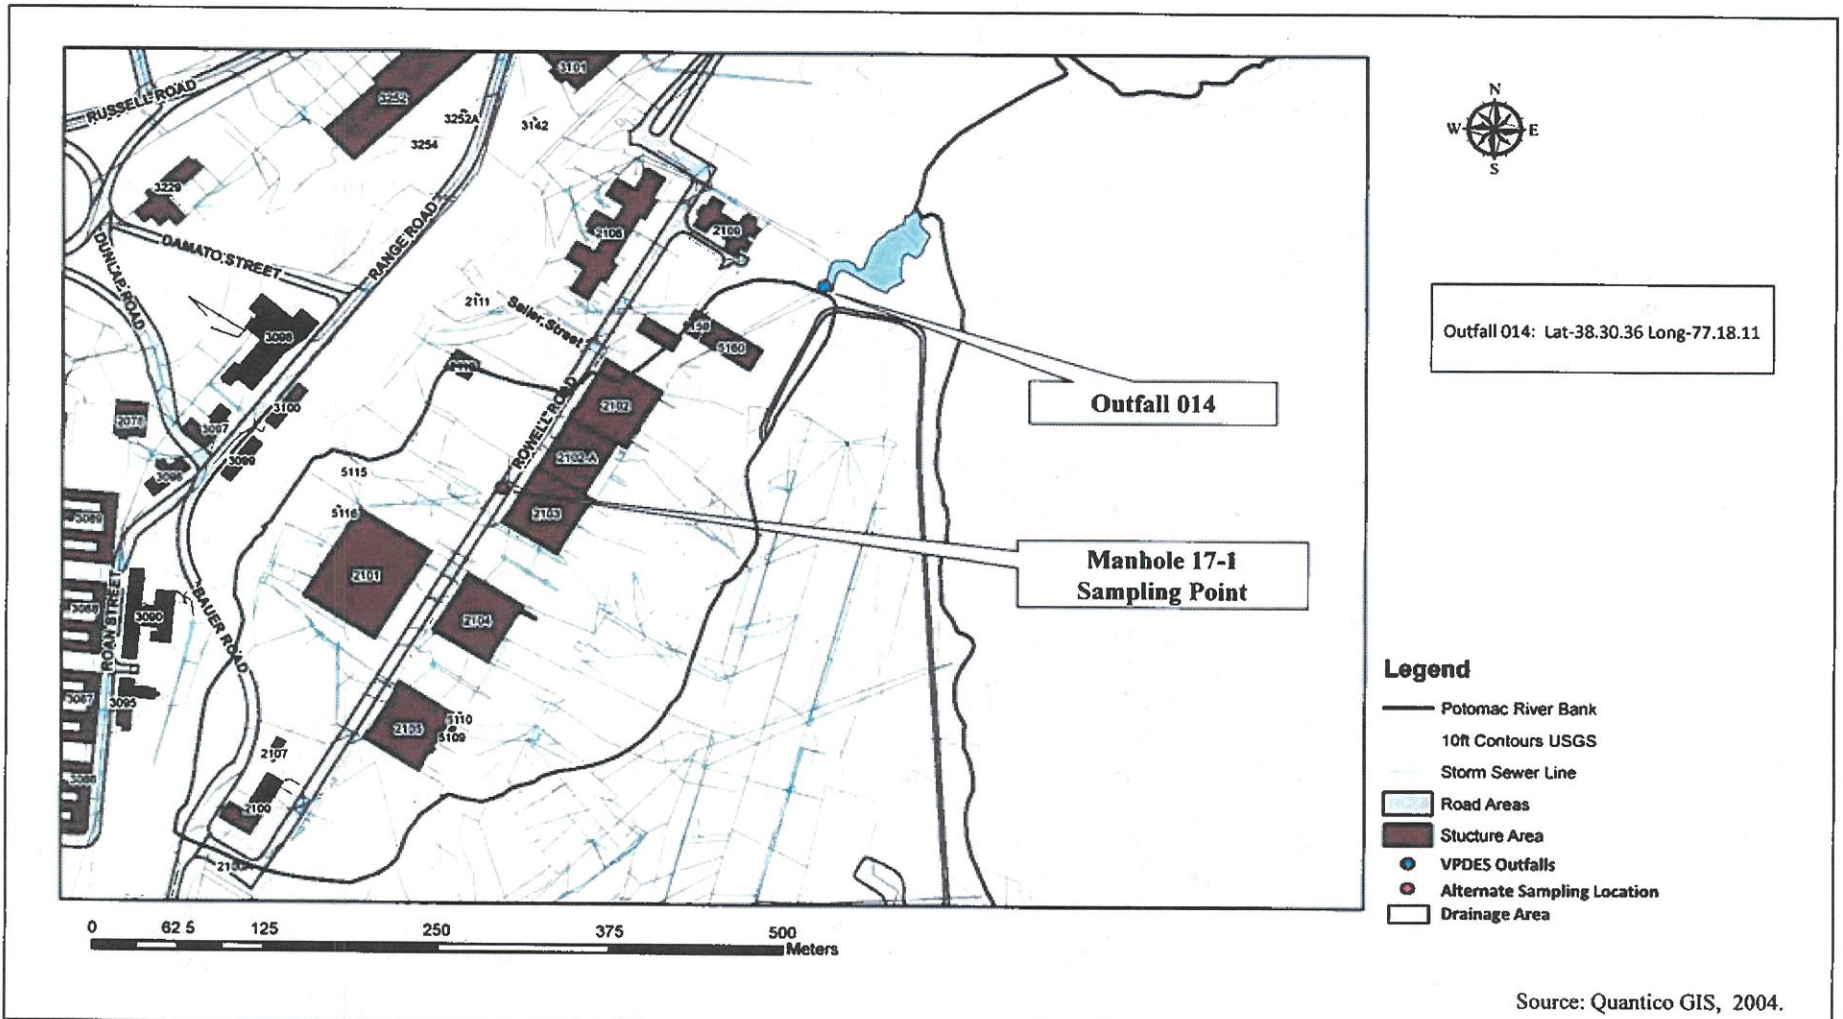 3101
RUSSELL ROAD
3252
3252A
3142
3254
N
W E
S
3229
2106
2109
DAMATO STREET
RANGE ROAD
DUNLAP ROAD
2111
Sailer Street
3098
5160
Outfall 014: Lat-38.30.36 Long-77.18.11
Outfall 014
3100
2102
3097
3099
ROWELL ROAD
2102-A
5115
5116
2103
3089
2101
Manhole 17-1
Sampling Point
ROAN STREET
3088
3090
BAUER ROAD
2104
3087
3095
2105
5110
5109
2107
2100
Legend
Potomac River Bank
10ft Contours USGS
Storm Sewer Line
Road Areas
Stucture Area
VPDES Outfalls
Alternate Sampling Location
Drainage Area
0 62 5 125 250 375 500
Meters
Source: Quantico GIS, 2004.